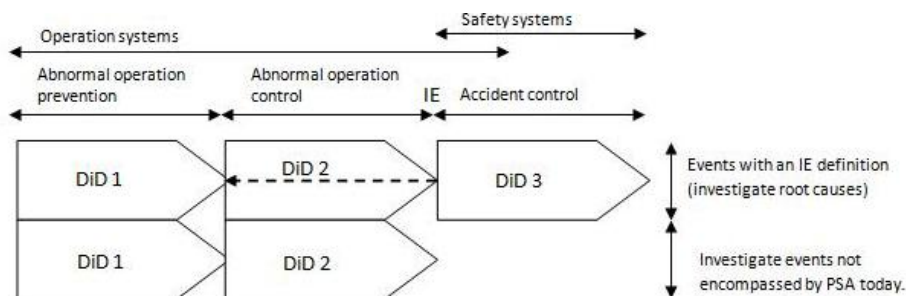 Safety systems
Operation systems
Abnormal operation
prevention
Abnormal operation
control
IE
Accident control
DiD 1
DiD 2
DiD 3
Events with an IE definition
(investigate root causes)
DiD 1
DiD 2
Investigate events not
encompassed by PSA today.